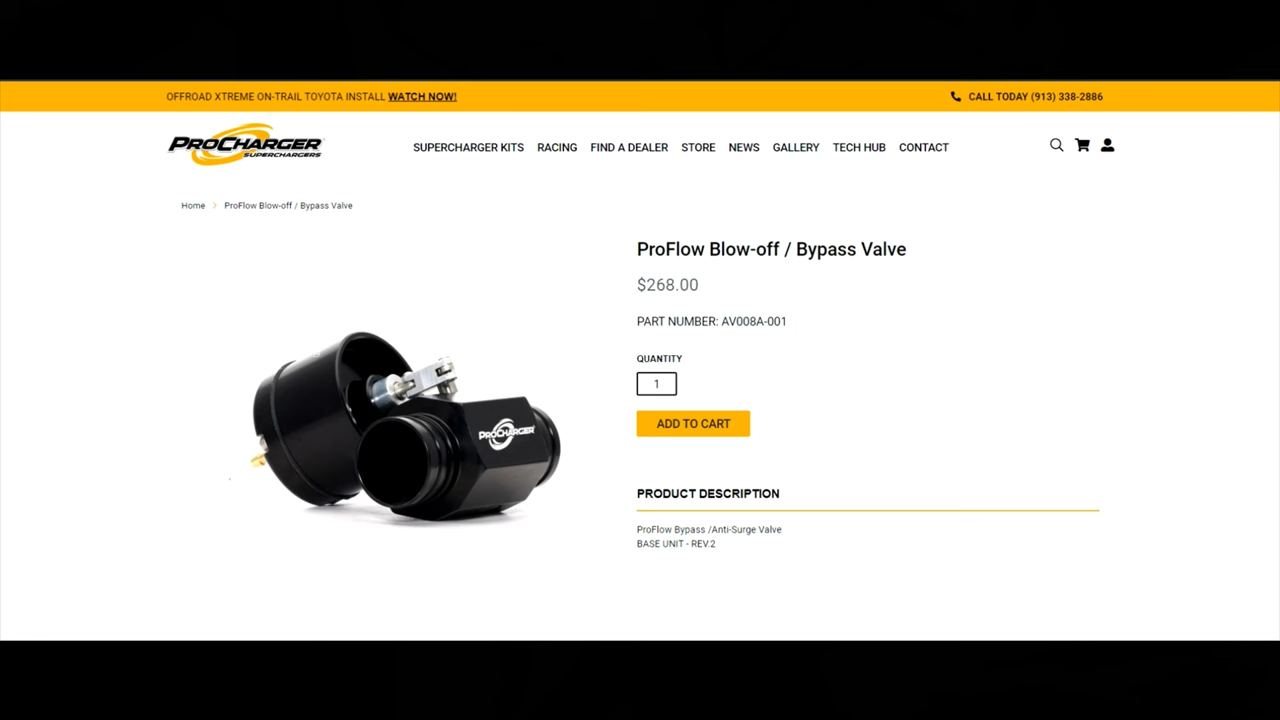 OFFROAD XTREME ON-TRAIL TOYOTA INSTALL WATCH NOW!
CALL TODAY (913) 338-2886
PROCHARGER
SUPERCHARGERS
SUPERCHARGER KITS RACING FIND A DEALER STORE NEWS GALLERY TECH HUB CONTACT
Home > ProFlow Blow-off / Bypass Valve
ProFlow Blow-off / Bypass Valve
$268.00
PART NUMBER: AV008A-001
QUANTITY
1
ADD TO CART
PROCHARGER
PRODUCT DESCRIPTION
ProFlow Bypass /Anti-Surge Valve
BASE UNIT - REV.2